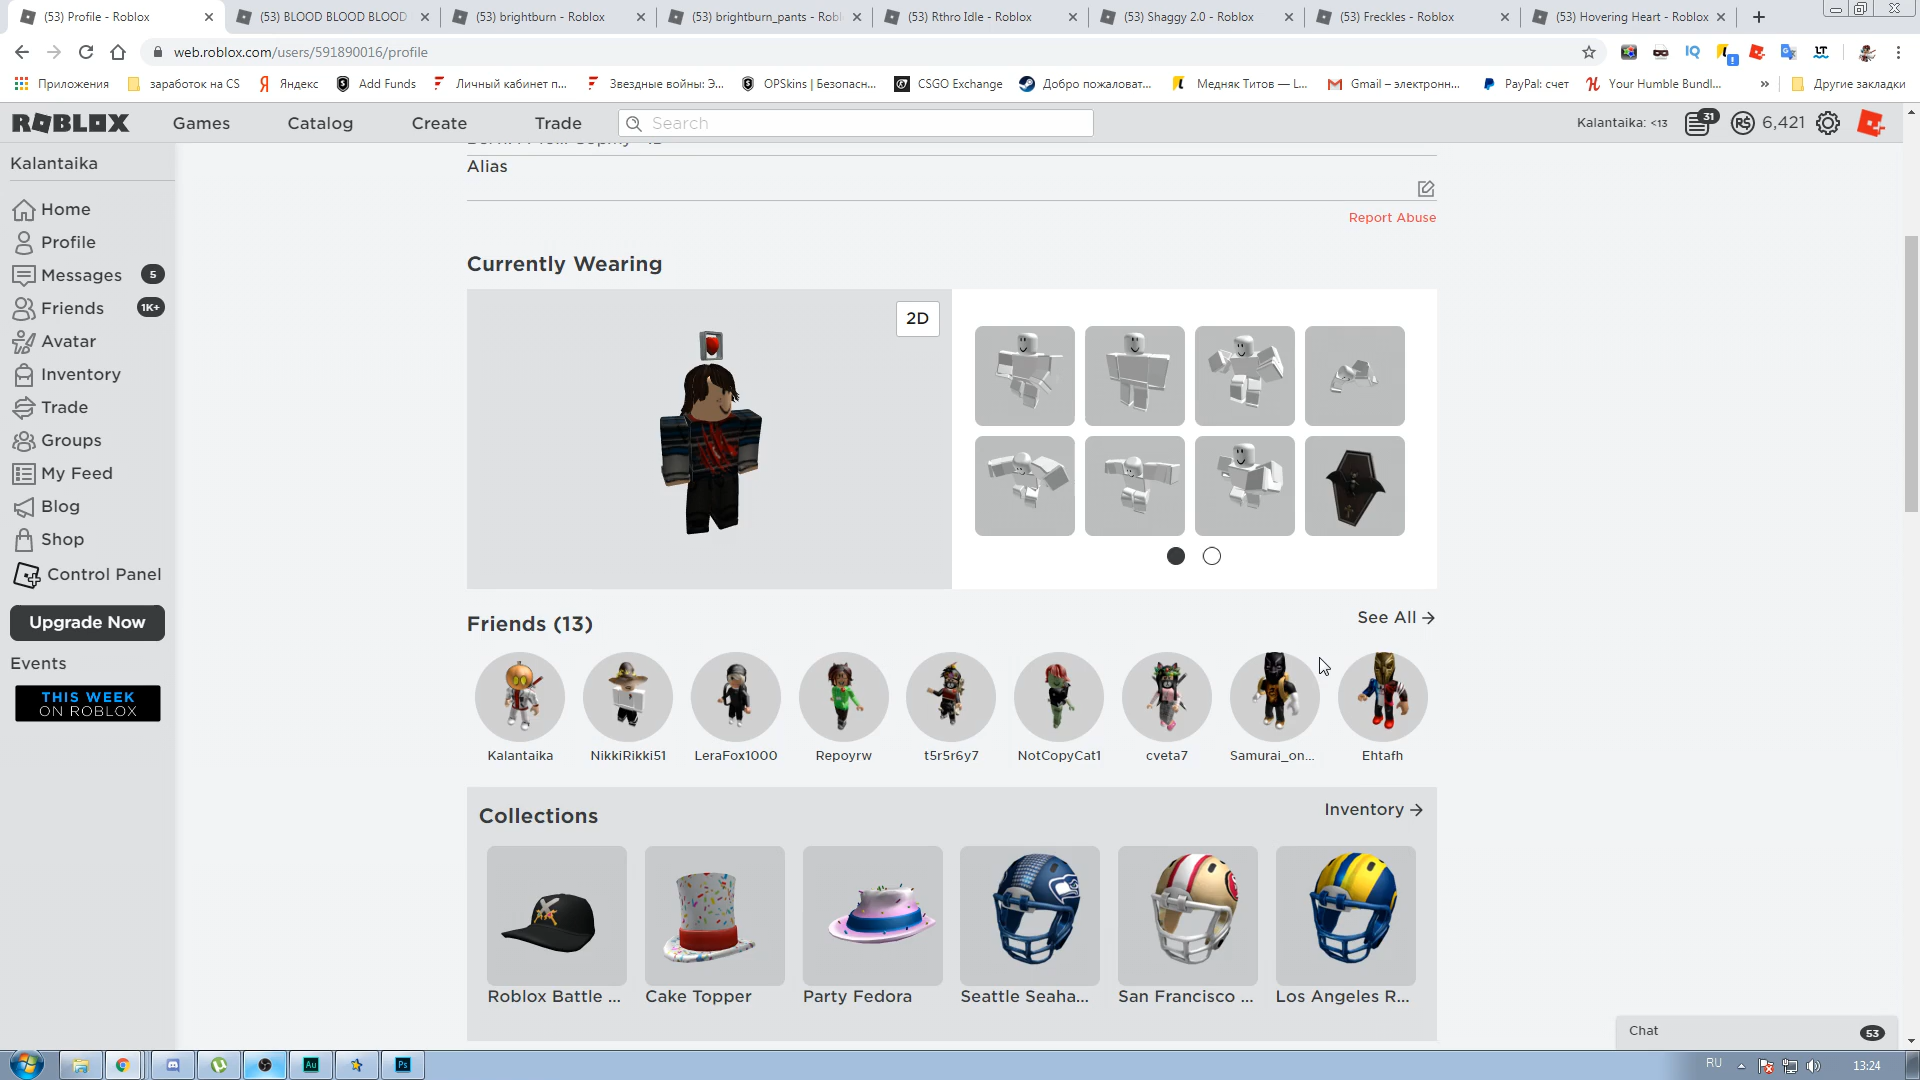 (53) Profile - Roblox
(53) BLOOD BLOOD BLOOD
(53) brightburn - Roblox
(53) brightburn_pants - Robl
(53) Rthro Idle - Roblox
(53) Shaggy 2.0 - Roblox
(53) Freckles - Roblox
(53) Hovering Heart - Roblox
web.roblox.com/users/591890016/profile
Приложения
заработок на CS
Яндекс
Add Funds
Личный кабинет п...
Звездные войны: Э...
OPSkins | Безопасн...
CSGO Exchange
Добро пожаловат...
Медняк Титов — L...
Gmail – электронн...
PayPal: счет
Your Humble Bundl...
»
Другие закладки
ROBLOX
Games
Catalog
Create
Trade
Search
Kalantaika: <13
31
6,421
Kalantaika
Home
Profile
Messages
5
Friends
1K+
Avatar
Inventory
Trade
Groups
My Feed
Blog
Shop
Control Panel
Upgrade Now
Events
THIS WEEK
ON ROBLOX
Alias
Report Abuse
Currently Wearing
2D
Friends (13)
See All
Kalantaika
NikkiRikki51
LeraFox1000
Repoyrw
t5r5r6y7
NotCopyCat1
cveta7
Samurai_on...
Ehtafh
Collections
Inventory
Roblox Battle ...
Cake Topper
Party Fedora
Seattle Seaha...
San Francisco ...
Los Angeles R...
Chat
53
Au
Ps
RU
13:24